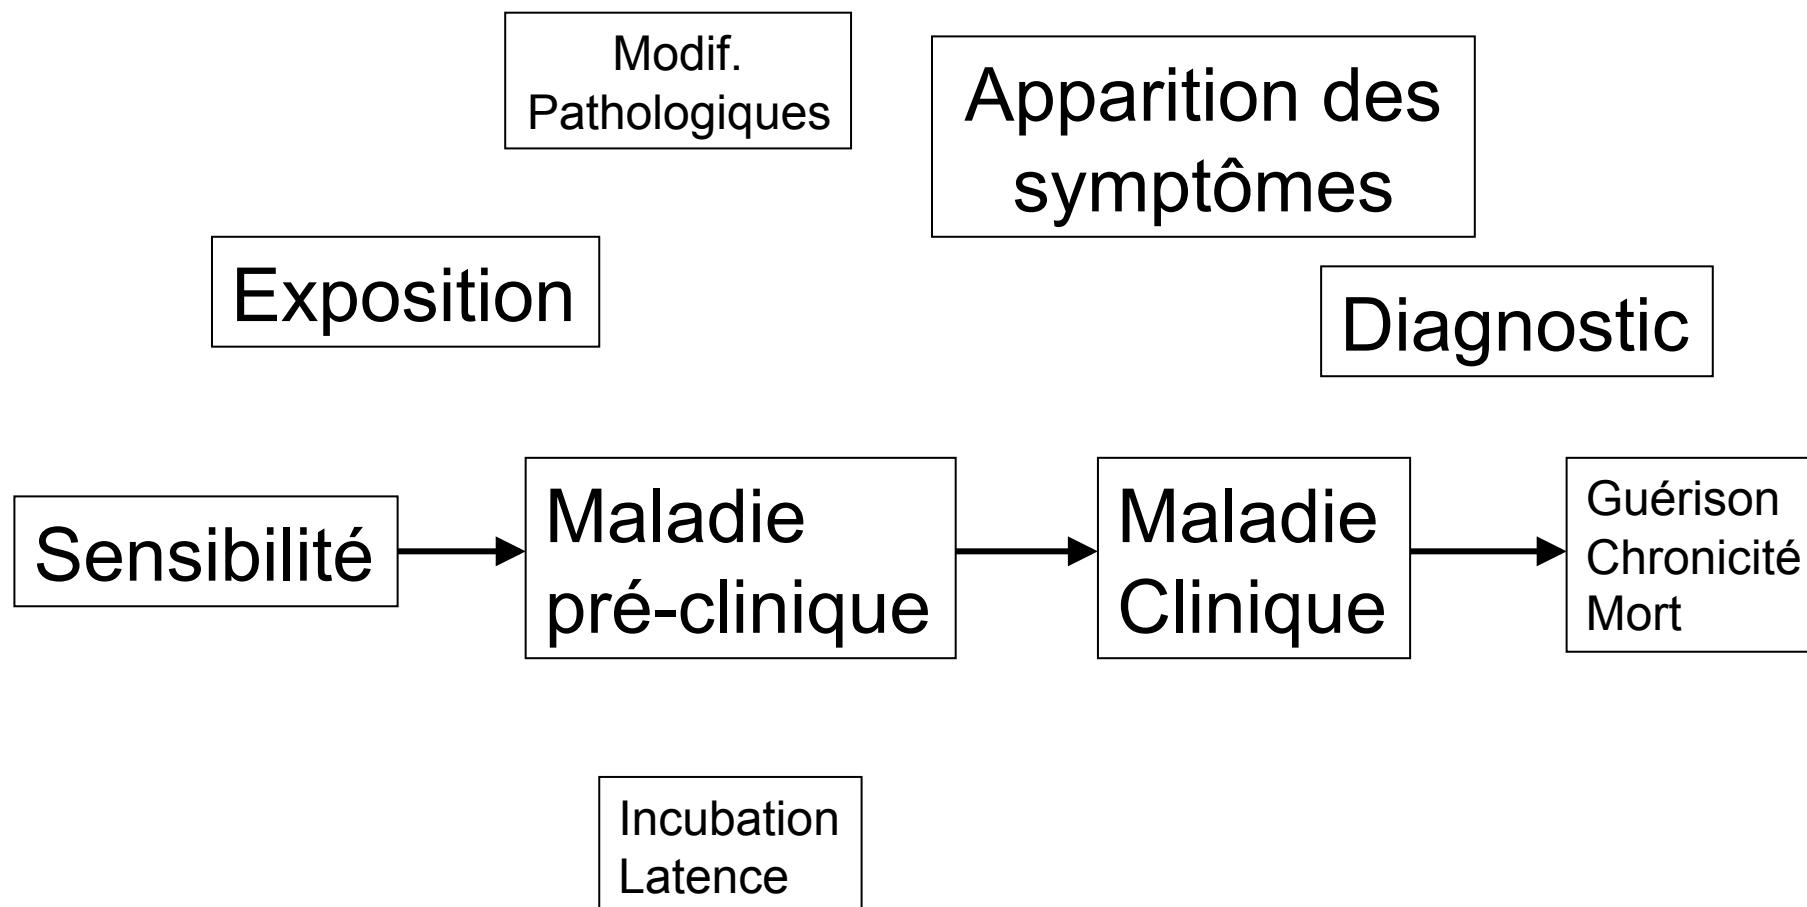 Modif.
Pathologiques
Apparition des
symptômes
Exposition
Diagnostic
Sensibilité
Maladie
pré-clinique
Maladie
Clinique
Guérison
Chronicité
Mort
Incubation
Latence